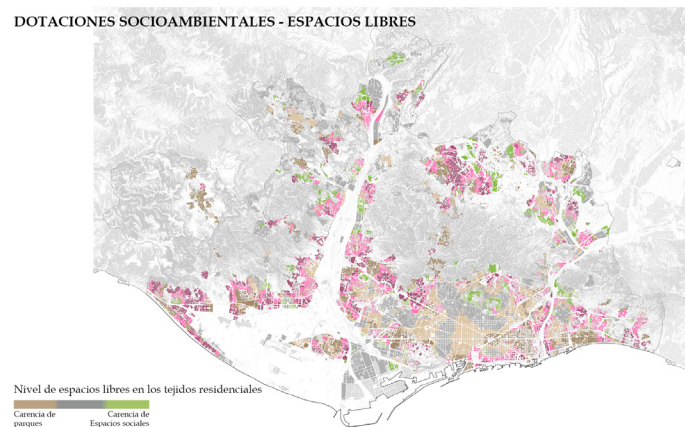 DOTACIONES SOCIOAMBIENTALES - ESPACIOS LIBRES
Nivel de espacios libres en los tejidos residenciales
Carencia de
parques
Carencia de
Espacios sociales